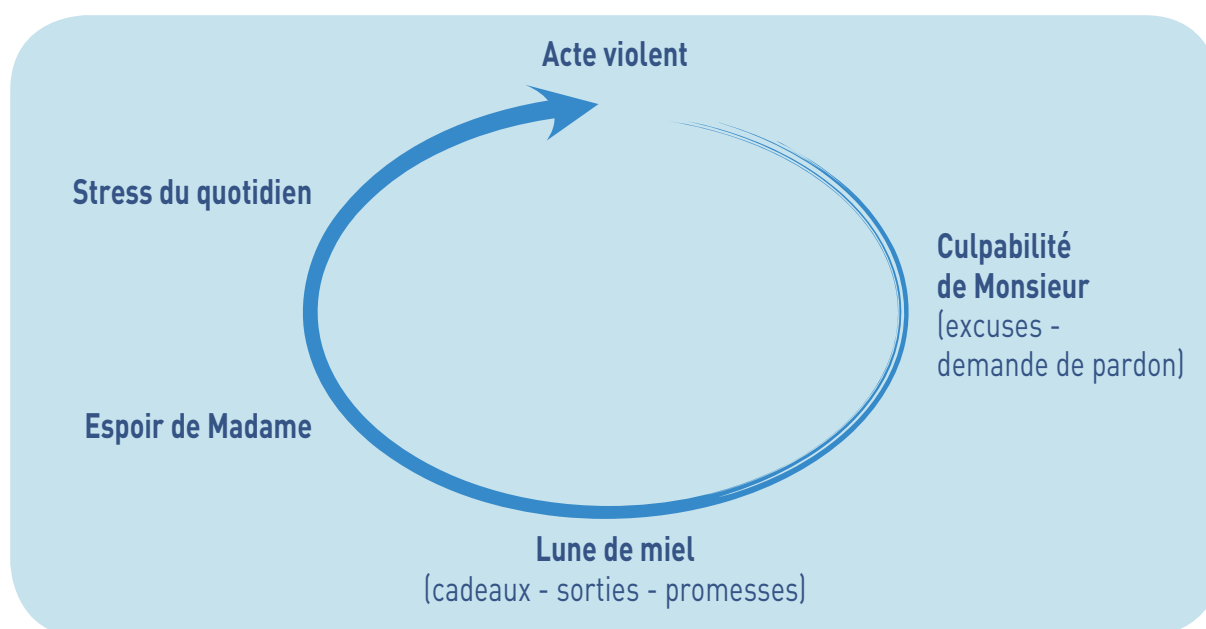 Acte violent
Stress du quotidien
Culpabilité
de Monsieur
(excuses -
demande de pardon)
Espoir de Madame
Lune de miel
(cadeaux - sorties - promesses)